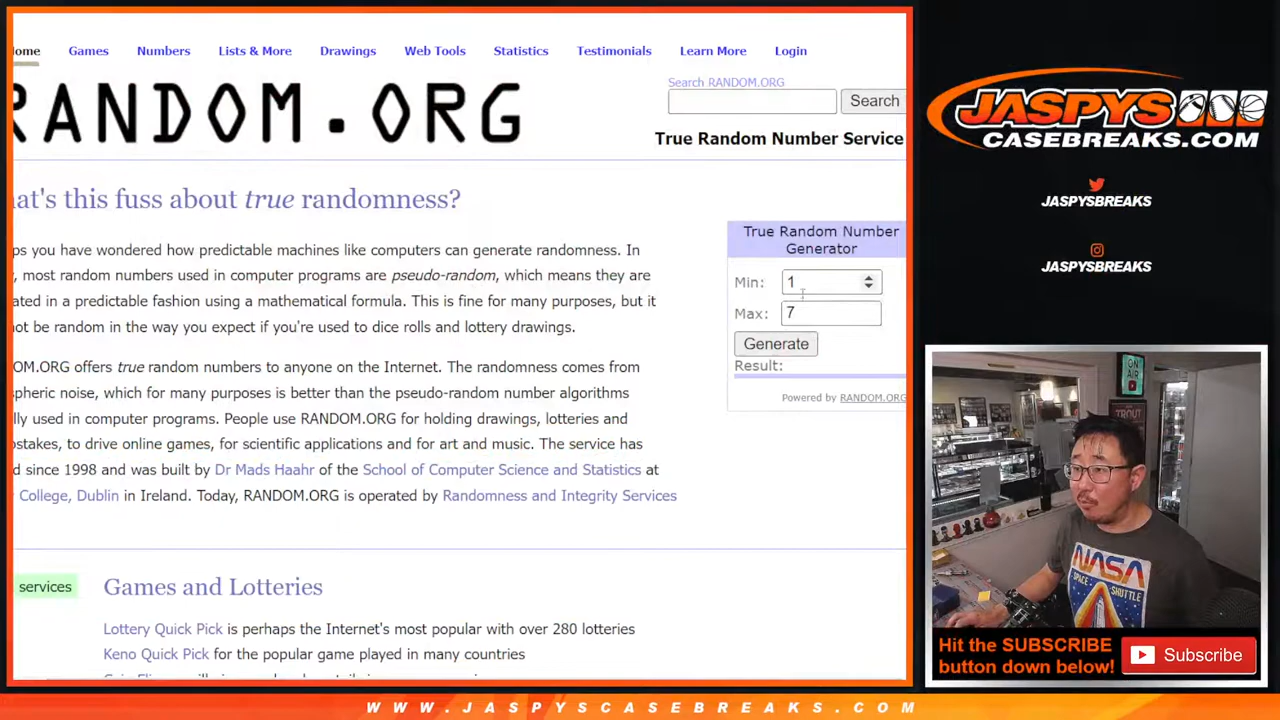 ome Games Numbers Lists & More Drawings Web Tools Statistics Testimonials Learn More Login
RANDOM.ORG
Search RANDOM.ORG
Search
True Random Number Service
at's this fuss about true randomness?
ps you have wondered how predictable machines like computers can generate randomness. In
, most random numbers used in computer programs are pseudo-random, which means they are
ated in a predictable fashion using a mathematical formula. This is fine for many purposes, but it
not be random in the way you expect if you're used to dice rolls and lottery drawings.
OM.ORG offers true random numbers to anyone on the Internet. The randomness comes from
spheric noise, which for many purposes is better than the pseudo-random number algorithms
lly used in computer programs. People use RANDOM.ORG for holding drawings, lotteries and
pstakes, to drive online games, for scientific applications and for art and music. The service has
d since 1998 and was built by Dr Mads Haahr of the School of Computer Science and Statistics at
College, Dublin in Ireland. Today, RANDOM.ORG is operated by Randomness and Integrity Services
True Random Number
Generator
Min: 1
Max: 7
Generate
Result:
Powered by RANDOM.ORG
services
Games and Lotteries
Lottery Quick Pick is perhaps the Internet's most popular with over 280 lotteries
Keno Quick Pick for the popular game played in many countries
JASPYS
CASEBREAKS.COM
JASPYSBREAKS
JASPYSBREAKS
ON
AIR
TROUT
NASA
SPACE SHUTTLE
Hit the SUBSCRIBE
button down below!
Subscribe
WWW.JASPYSCASEBREAKS.COM